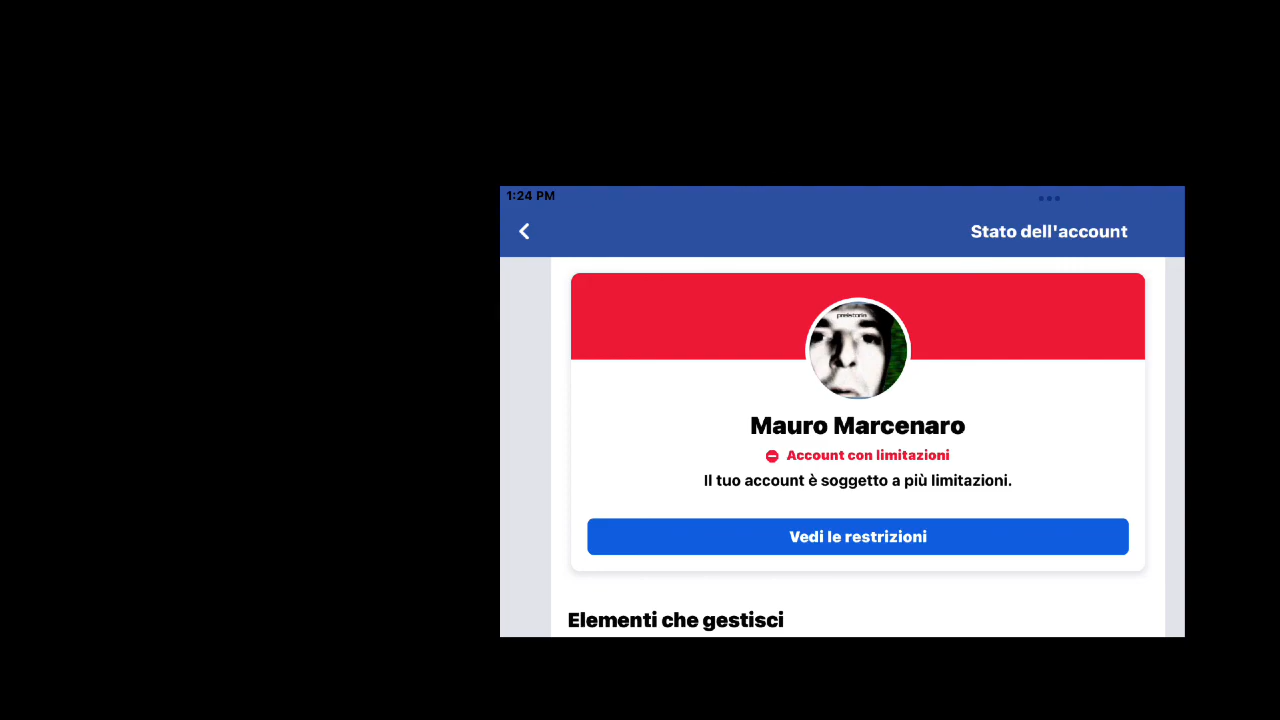 1:24 PM
Stato dell'account
Mauro Marcenaro
Account con limitazioni
Il tuo account è soggetto a più limitazioni.
Vedi le restrizioni
Elementi che gestisci